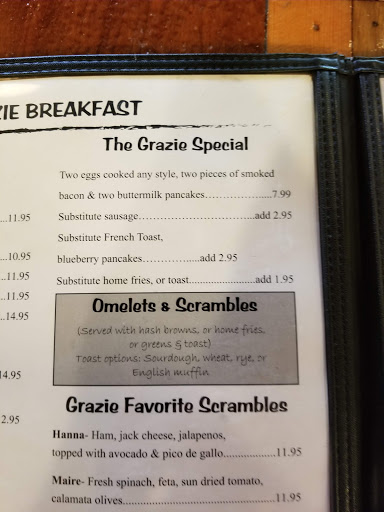 ZIE BREAKFAST
The Grazie Special
Two eggs cooked any style, two pieces of smoked
bacon & two buttermilk pancakes.....................7.99
...11.95
Substitute sausage...................................add 2.95
Substitute French Toast,
...10.95
blueberry pancakes.................add 2.95
...11.95
Substitute home fries, or toast........................add 1.95
...11.95
...14.95
Omelets & Scrambles
(Served with hash browns, or home fries,
or greens & toast)
Toast options: Sourdough, wheat, rye, or
English muffin
14.95
Grazie Favorite Scrambles
2.95
Hanna- Ham, jack cheese, jalapenos,
topped with avocado & pico de gallo...................11.95
Maire- Fresh spinach, feta, sun dried tomato,
calamata olives.......................................................11.95